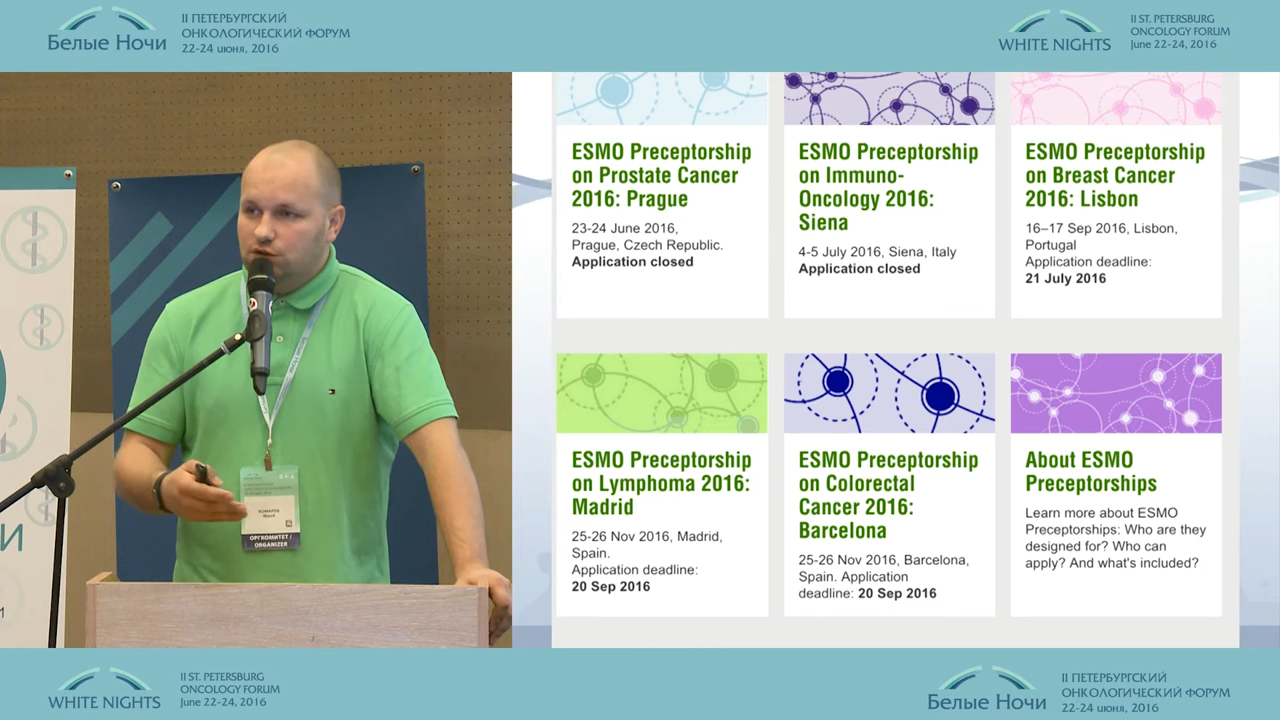 Белые Ночи
II ПЕТЕРБУРГСКИЙ
ОНКОЛОГИЧЕСКИЙ ФОРУМ
22-24 июня, 2016
WHITE NIGHTS
II ST. PETERSBURG
ONCOLOGY FORUM
June 22-24, 2016
ESMO Preceptorship
on Prostate Cancer
2016: Prague
23-24 June 2016,
Prague, Czech Republic.
Application closed
ESMO Preceptorship
on Immuno-
Oncology 2016:
Siena
4-5 July 2016, Siena, Italy
Application closed
ESMO Preceptorship
on Breast Cancer
2016: Lisbon
16–17 Sep 2016, Lisbon,
Portugal
Application deadline:
21 July 2016
ESMO Preceptorship
on Lymphoma 2016:
Madrid
25-26 Nov 2016, Madrid,
Spain.
Application deadline:
20 Sep 2016
ESMO Preceptorship
on Colorectal
Cancer 2016:
Barcelona
25-26 Nov 2016, Barcelona,
Spain. Application
deadline: 20 Sep 2016
About ESMO
Preceptorships
Learn more about ESMO
Preceptorships: Who are they
designed for? Who can
apply? And what's included?
КОМАРОВ
Юрий
ОРГКОМИТЕТ /
ORGANIZER
WHITE NIGHTS
II ST. PETERSBURG
ONCOLOGY FORUM
June 22-24, 2016
Белые Ночи
II ПЕТЕРБУРГСКИЙ
ОНКОЛОГИЧЕСКИЙ ФОРУМ
22-24 июня, 2016